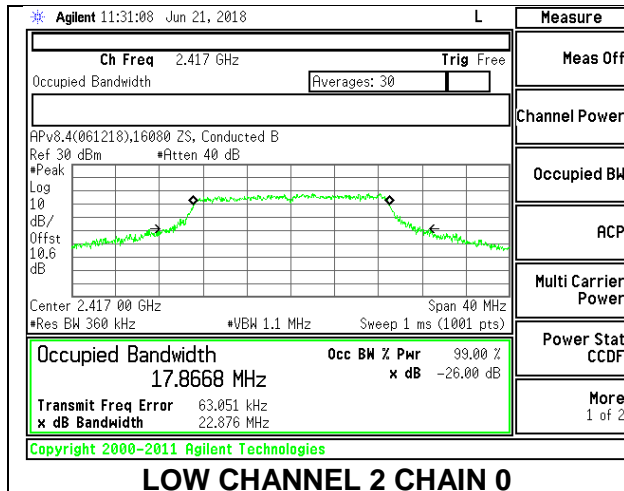 Agilent 11:31:08 Jun 21, 2018 L
Measure
Ch Freq 2.417 GHz Trig Free
Meas Off
Occupied Bandwidth Averages: 30
Channel Power
APv8.4(061218),16080 ZS, Conducted B
Ref 30 dBm #Atten 40 dB
#Peak
Log
10
dB/
Offst
10.6
dB
Occupied BW
ACP
Multi Carrier
Power
Center 2.417 00 GHz Span 40 MHz
#Res BW 360 kHz #VBW 1.1 MHz Sweep 1 ms (1001 pts)
Power Stat
CCDF
Occupied Bandwidth Occ BW % Pwr 99.00 %
17.8668 MHz x dB -26.00 dB
Transmit Freq Error 63.051 kHz
x dB Bandwidth 22.876 MHz
More
1 of 2
Copyright 2000-2011 Agilent Technologies
LOW CHANNEL 2 CHAIN 0